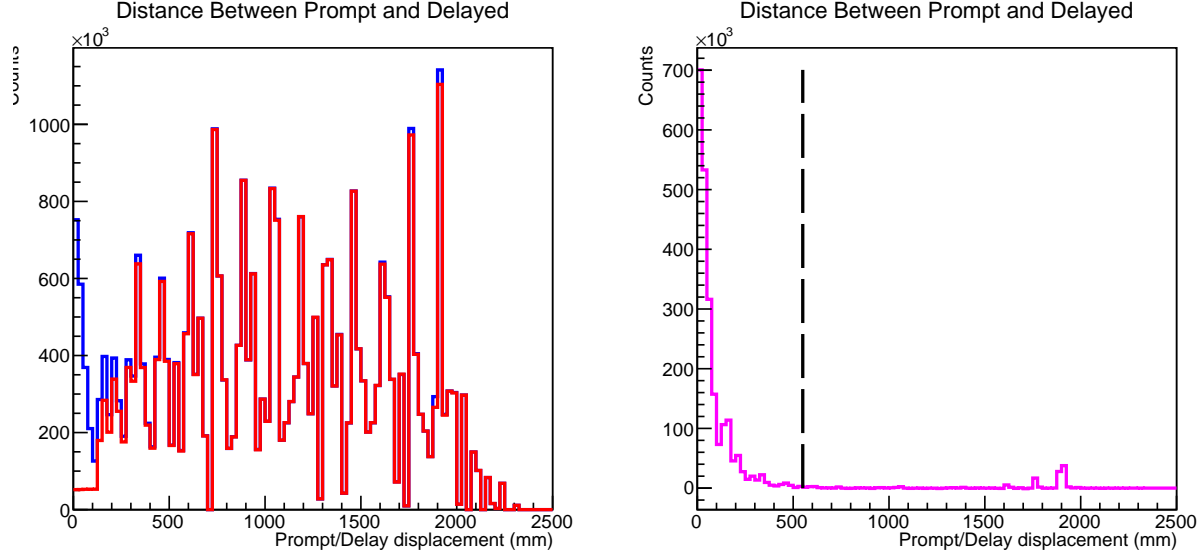 Distance Between Prompt and Delayed
×10³
Counts
1000
800
600
400
200
0
0 500 1000 1500 2000 2500
Prompt/Delay displacement (mm)
Distance Between Prompt and Delayed
×10³
Counts
700
600
500
400
300
200
100
0
0 500 1000 1500 2000 2500
Prompt/Delay displacement (mm)